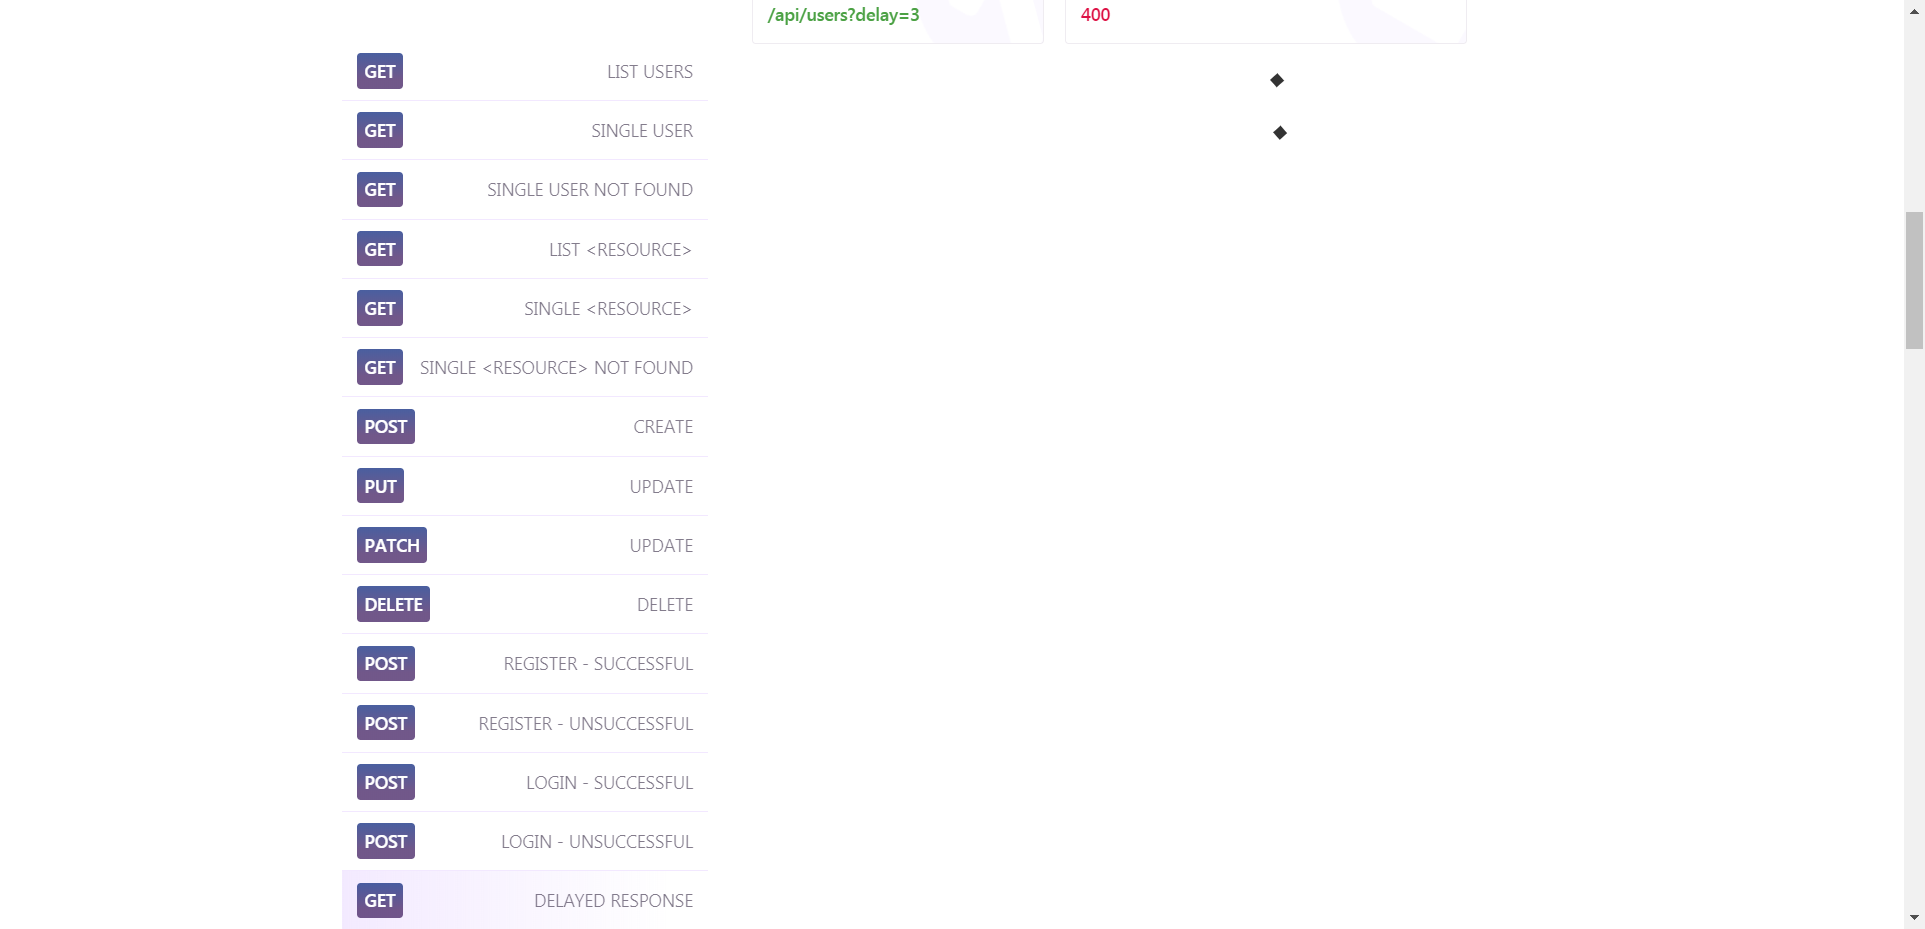 /api/users?delay=3
400
GET LIST USERS
GET SINGLE USER
GET SINGLE USER NOT FOUND
GET LIST <RESOURCE>
GET SINGLE <RESOURCE>
GET SINGLE <RESOURCE> NOT FOUND
POST CREATE
PUT UPDATE
PATCH UPDATE
DELETE DELETE
POST REGISTER - SUCCESSFUL
POST REGISTER - UNSUCCESSFUL
POST LOGIN - SUCCESSFUL
POST LOGIN - UNSUCCESSFUL
GET DELAYED RESPONSE